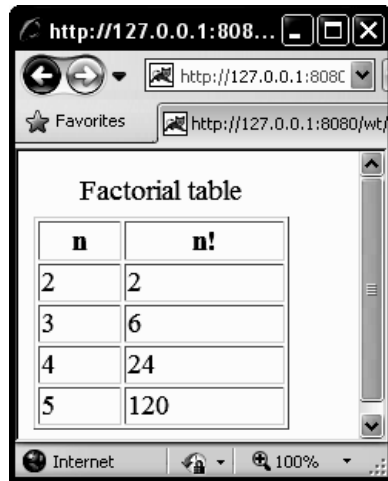 http://127.0.0.1:808...
http://127.0.0.1:8080
Favorites
http://127.0.0.1:8080/wt/
Factorial table
n n!
2 2
3 6
4 24
5 120
Internet 100%